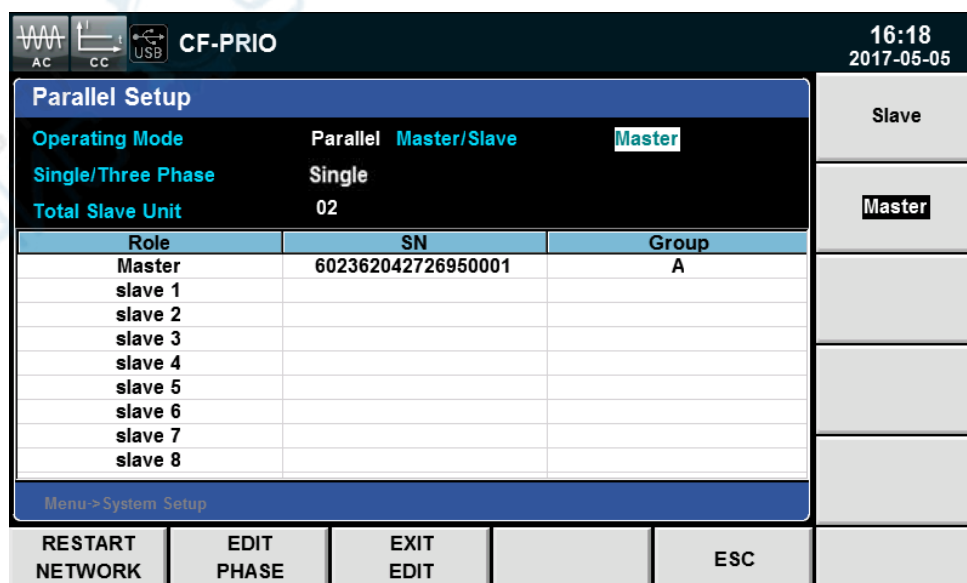 AC CC USB CF-PRIO 16:18
2017-05-05
Parallel Setup
Operating Mode Parallel Master/Slave Master
Single/Three Phase Single
Total Slave Unit 02
Role SN Group
Master 602362042726950001 A
slave 1
slave 2
slave 3
slave 4
slave 5
slave 6
slave 7
slave 8
Menu->System Setup
Slave
Master
RESTART NETWORK
EDIT PHASE
EXIT EDIT
ESC